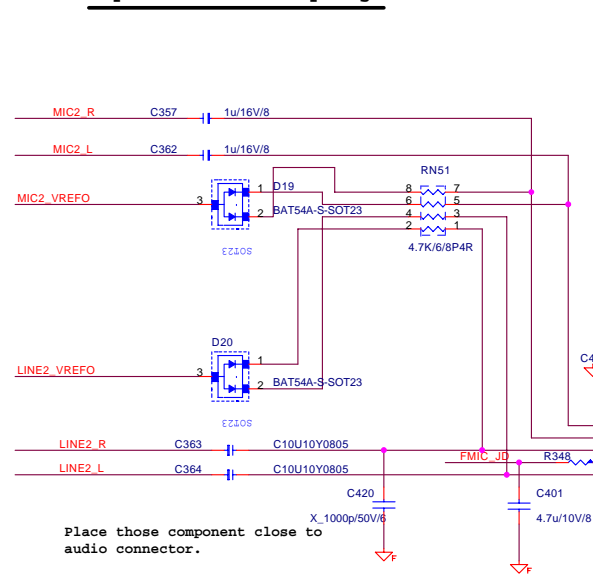 MIC2_R C357 1u/16V/8
MIC2_L C362 1u/16V/8
RN51
MIC2_VREFO 3 1 D19 8 7
2 BAT54A-S-SOT23 6 5
4 3
2 1
SOT23 4.7K/6/8P4R
D20
LINE2_VREFO 3 1
2 BAT54A-S-SOT23
C4
SOT23
LINE2_R C363 C10U10Y0805
FMIC_JD R348
LINE2_L C364 C10U10Y0805
C420 C401
X_1000p/50V/6 4.7u/10V/8
Place those component close to
audio connector.
F F